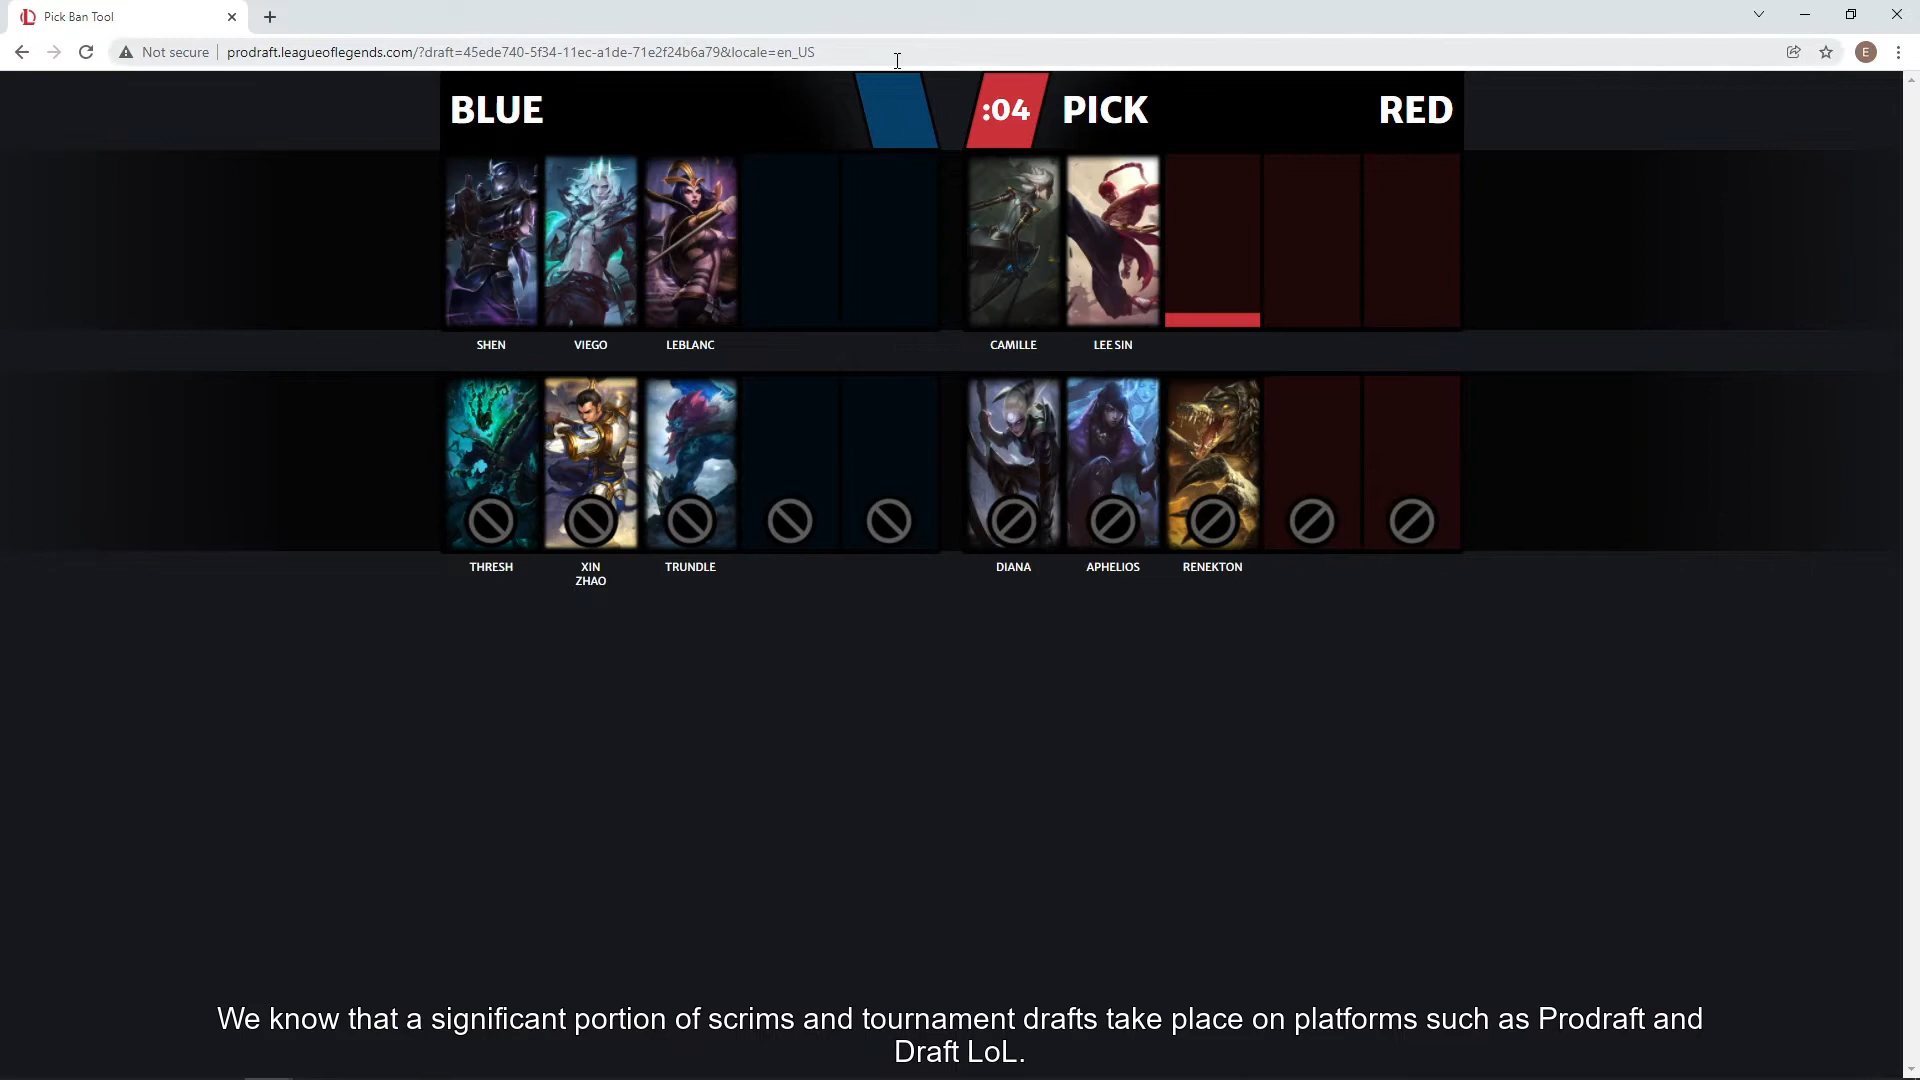 Pick Ban Tool
Not secure
prodraft.leagueoflegends.com/?draft=45ede740-5f34-11ec-a1de-71e2f24b6a79&locale=en_US
E
BLUE
:04 PICK
RED
SHEN
VIEGO
LEBLANC
CAMILLE
LEE SIN
THRESH
XIN
ZHAO
TRUNDLE
DIANA
APHELIOS
RENEKTON
We know that a significant portion of scrims and tournament drafts take place on platforms such as Prodraft and
Draft LoL.